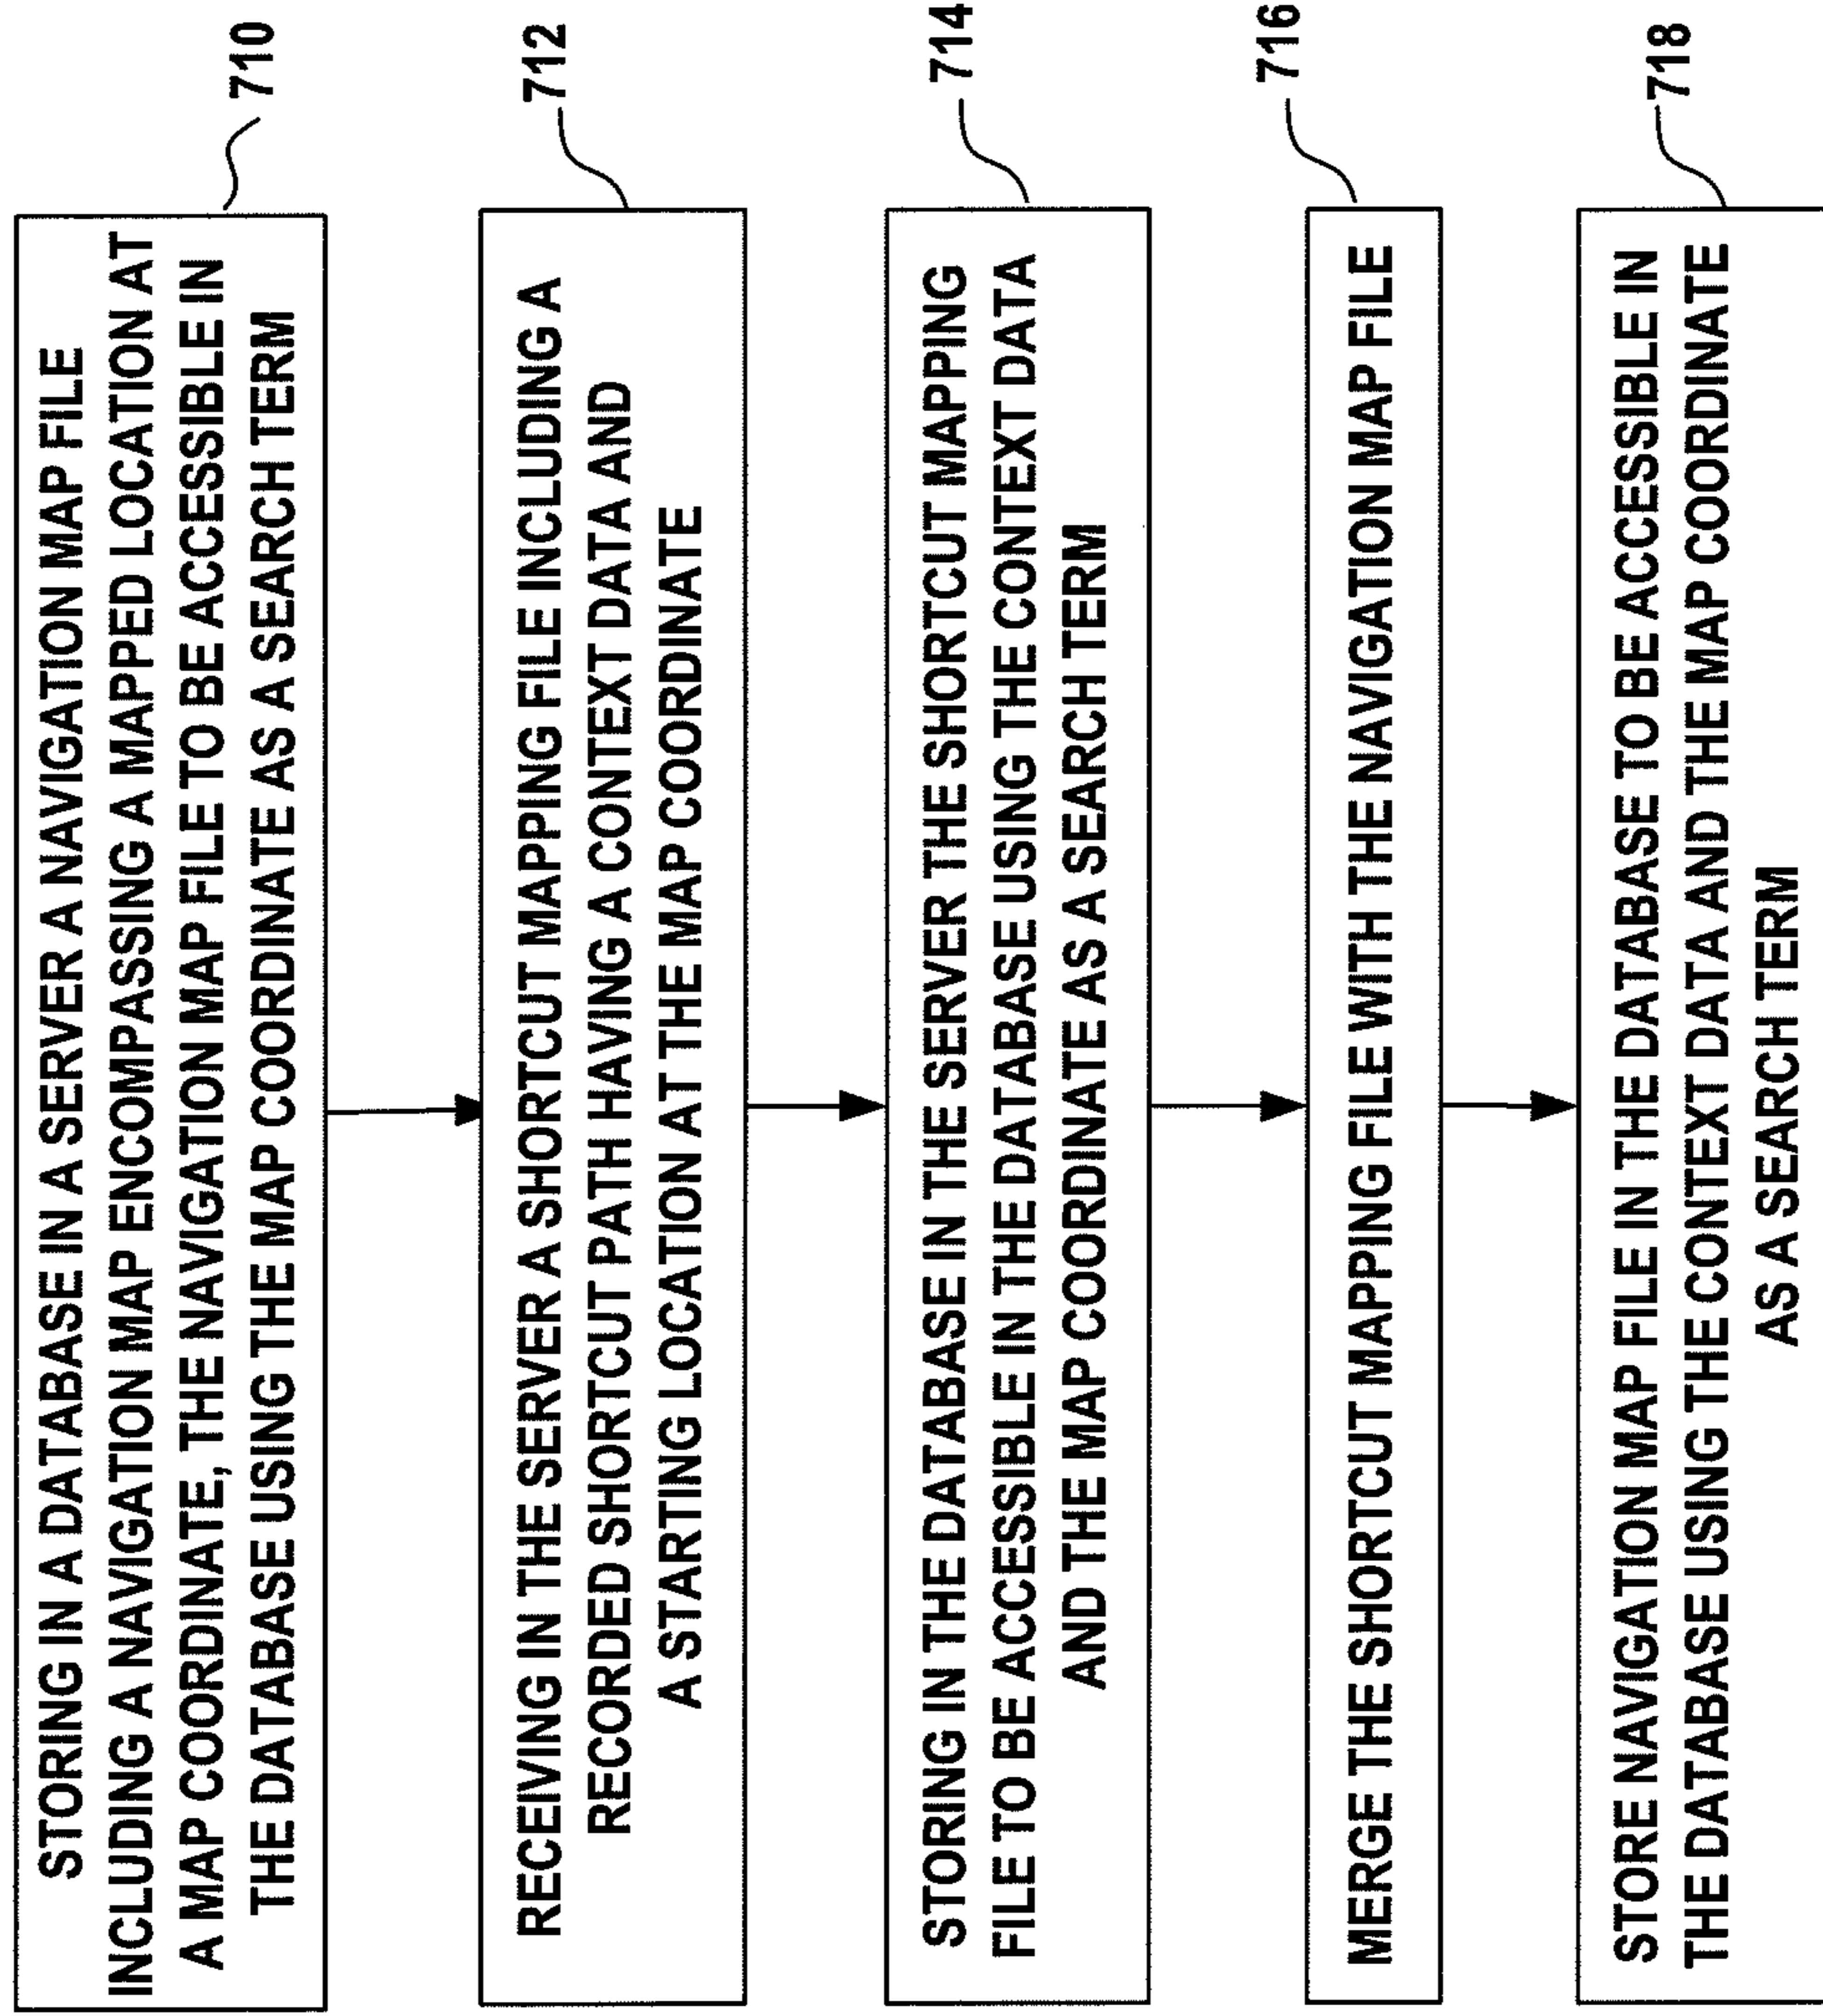 STORING IN A DATABASE IN A SERVER A NAVIGATION MAP FILE
INCLUDING A NAVIGATION MAP ENCOMPASSING A MAPPED LOCATION AT
A MAP COORDINATE, THE NAVIGATION MAP FILE TO BE ACCESSIBLE IN
THE DATABASE USING THE MAP COORDINATE AS A SEARCH TERM
710
RECEIVING IN THE SERVER A SHORTCUT MAPPING FILE INCLUDING A
RECORDED SHORTCUT PATH HAVING A CONTEXT DATA AND
A STARTING LOCATION AT THE MAP COORDINATE
712
STORING IN THE DATABASE IN THE SERVER THE SHORTCUT MAPPING
FILE TO BE ACCESSIBLE IN THE DATABASE USING THE CONTEXT DATA
AND THE MAP COORDINATE AS A SEARCH TERM
714
MERGE THE SHORTCUT MAPPING FILE WITH THE NAVIGATION MAP FILE
716
STORE NAVIGATION MAP FILE IN THE DATABASE TO BE ACCESSIBLE IN
THE DATABASE USING THE CONTEXT DATA AND THE MAP COORDINATE
AS A SEARCH TERM
718